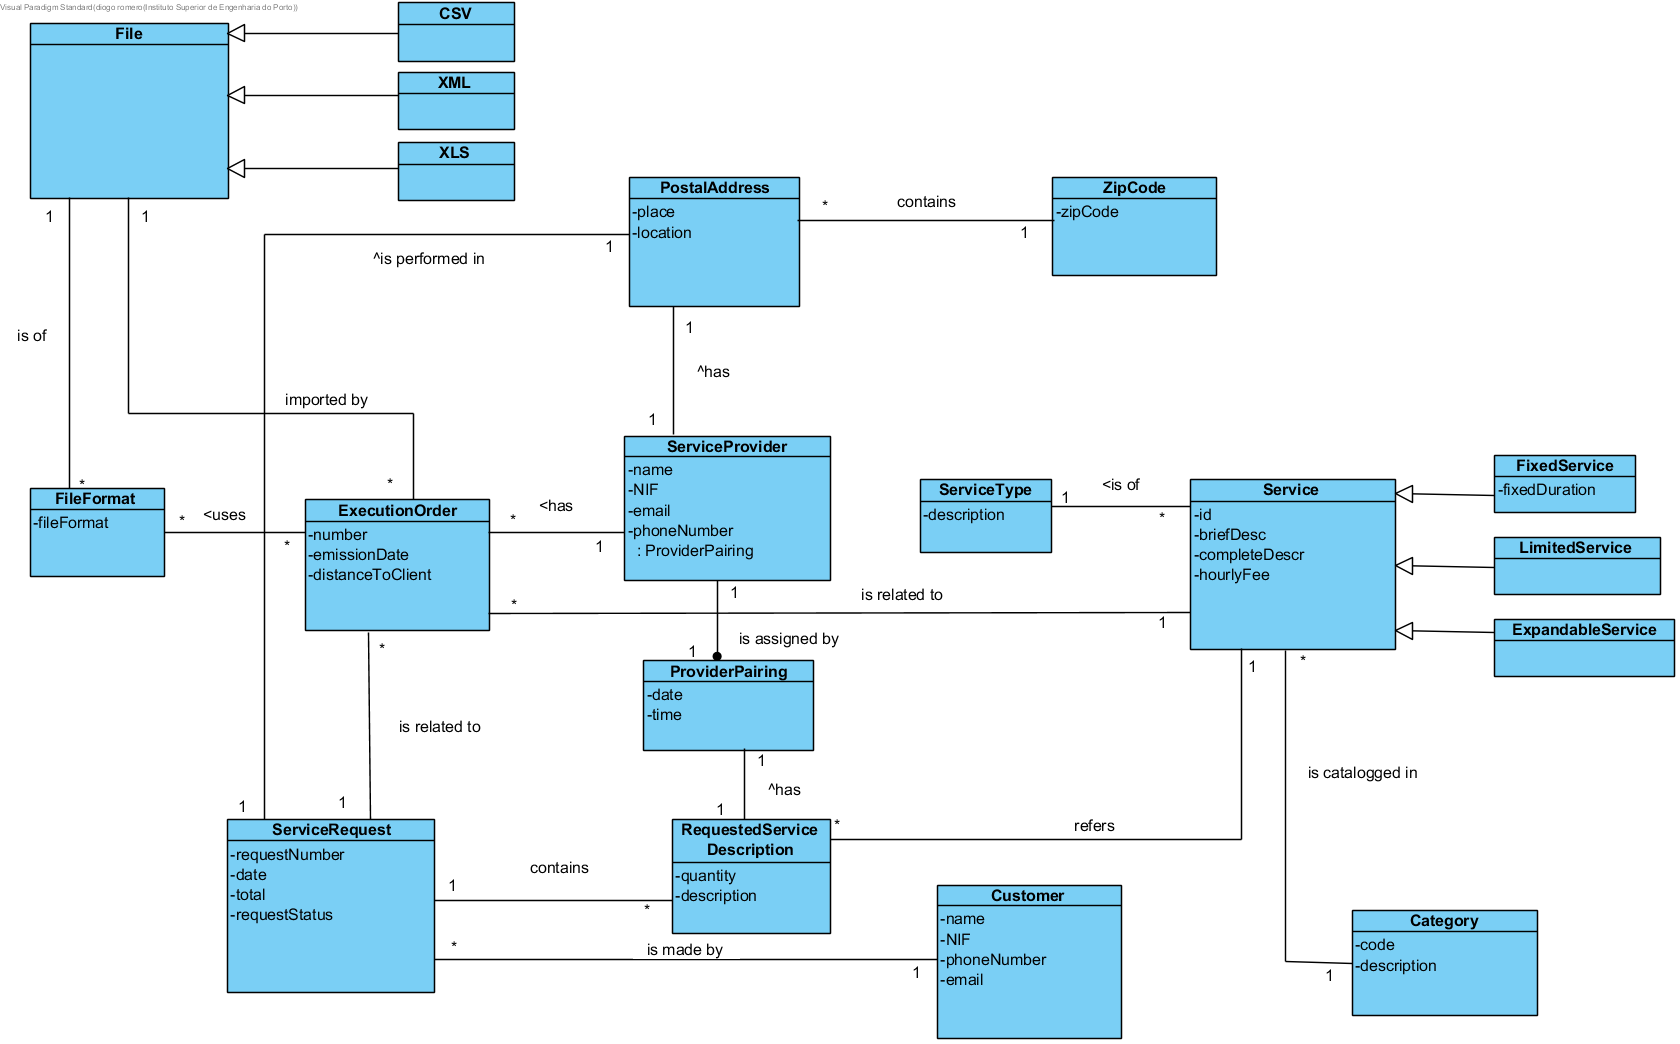 Visual Paradigm Standard(diogo romero(Instituto Superior de Engenharia do Porto))
File
CSV
XML
XLS
1
1
is of
imported by
*
*
FileFormat
-fileFormat
*
<uses
*
ExecutionOrder
-number
-emissionDate
-distanceToClient
PostalAddress
-place
-location
*
contains
1
ZipCode
-zipCode
1
^is performed in
1
^has
1
ServiceProvider
-name
-NIF
-email
-phoneNumber
: ProviderPairing
*
<has
1
ServiceType
-description
1
<is of
*
Service
-id
-briefDesc
-completeDescr
-hourlyFee
FixedService
-fixedDuration
LimitedService
ExpandableService
*
is related to
1
1
is assigned by
1
ProviderPairing
-date
-time
*
is related to
1
1
1
^has
1
1
*
is catalogged in
1
*
refers
ServiceRequest
-requestNumber
-date
-total
-requestStatus
1
contains
*
RequestedService
Description
-quantity
-description
*
is made by
1
Customer
-name
-NIF
-phoneNumber
-email
Category
-code
-description